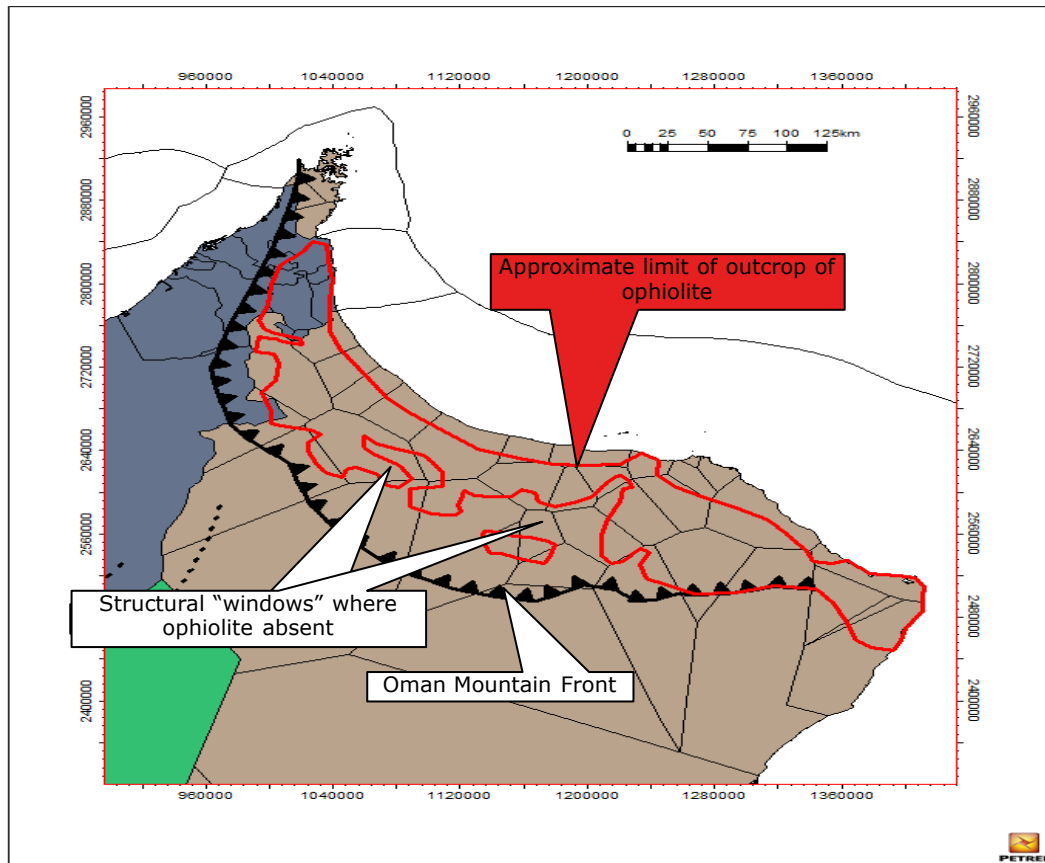 960000 1040000 1120000 1200000 1280000 1360000
2960000 2960000
0 25 50 75 100 125km
2880000 2880000
Approximate limit of outcrop of
ophiolite
2800000 2800000
2720000 2720000
2640000 2640000
2560000 2560000
Structural “windows” where
ophiolite absent
2480000
Oman Mountain Front
2400000 2400000
960000 1040000 1120000 1200000 1280000 1360000
PETREL